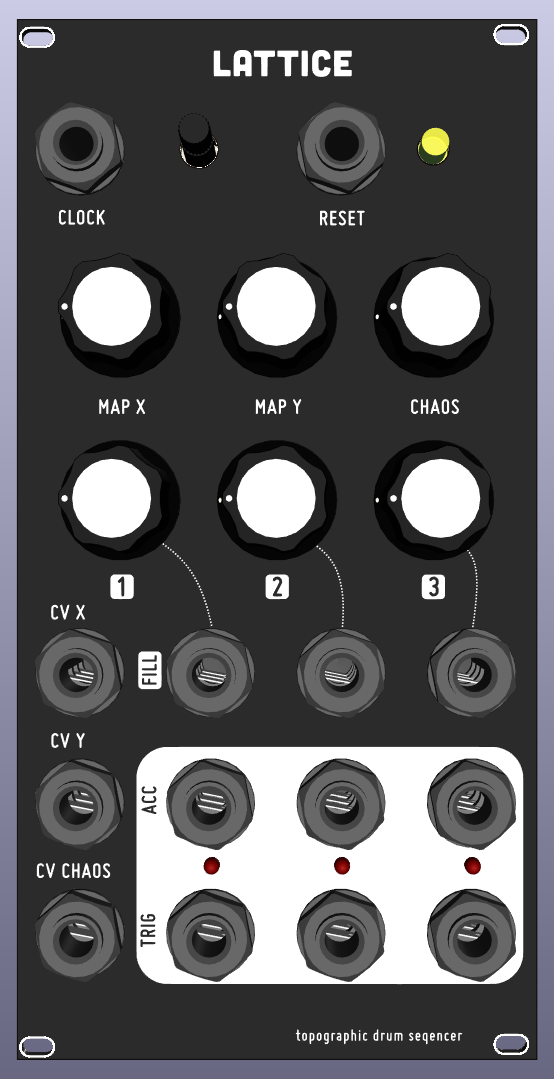 LATTICE
CLOCK
RESET
MAP X
MAP Y
CHAOS
1
2
3
CV X
FILL
CV Y
ACC
CV CHAOS
TRIG
topographic drum seqencer